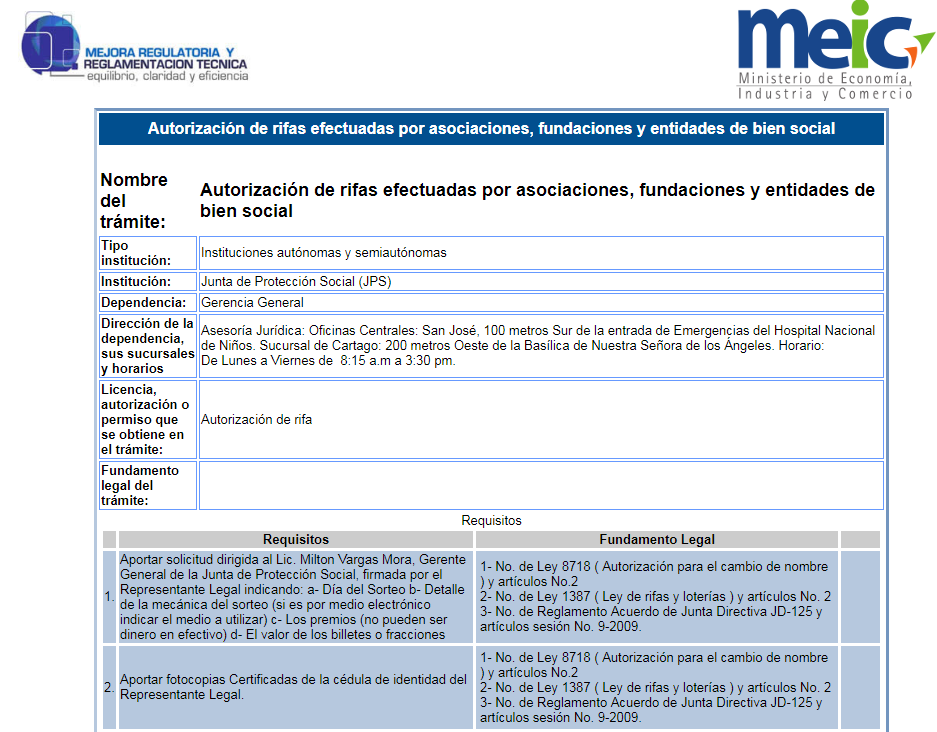 MEJORA REGULATORIA Y
REGLAMENTACION TECNICA
equilibrio, claridad y eficiencia
meic
Ministerio de Economía,
Industria y Comercio
Autorización de rifas efectuadas por asociaciones, fundaciones y entidades de bien social
Nombre
del
trámite:
Autorización de rifas efectuadas por asociaciones, fundaciones y entidades de
bien social
Tipo
institución:
Instituciones autónomas y semiautónomas
Institución:
Junta de Protección Social (JPS)
Dependencia:
Gerencia General
Dirección de la
dependencia,
sus sucursales
y horarios
Asesoría Jurídica: Oficinas Centrales: San José, 100 metros Sur de la entrada de Emergencias del Hospital Nacional
de Niños. Sucursal de Cartago: 200 metros Oeste de la Basílica de Nuestra Señora de los Ángeles. Horario:
De Lunes a Viernes de 8:15 a.m a 3:30 pm.
Licencia,
autorización o
permiso que
se obtiene en
el trámite:
Autorización de rifa
Fundamento
legal del
trámite:
Requisitos
Requisitos
Fundamento Legal
1.
Aportar solicitud dirigida al Lic. Milton Vargas Mora, Gerente
General de la Junta de Protección Social, firmada por el
Representante Legal indicando: a- Día del Sorteo b- Detalle
de la mecánica del sorteo (si es por medio electrónico
indicar el medio a utilizar) c- Los premios (no pueden ser
dinero en efectivo) d- El valor de los billetes o fracciones
1- No. de Ley 8718 ( Autorización para el cambio de nombre
) y artículos No.2
2- No. de Ley 1387 ( Ley de rifas y loterías ) y artículos No. 2
3- No. de Reglamento Acuerdo de Junta Directiva JD-125 y
artículos sesión No. 9-2009.
2.
Aportar fotocopias Certificadas de la cédula de identidad del
Representante Legal.
1- No. de Ley 8718 ( Autorización para el cambio de nombre
) y artículos No.2
2- No. de Ley 1387 ( Ley de rifas y loterías ) y artículos No. 2
3- No. de Reglamento Acuerdo de Junta Directiva JD-125 y
artículos sesión No. 9-2009.